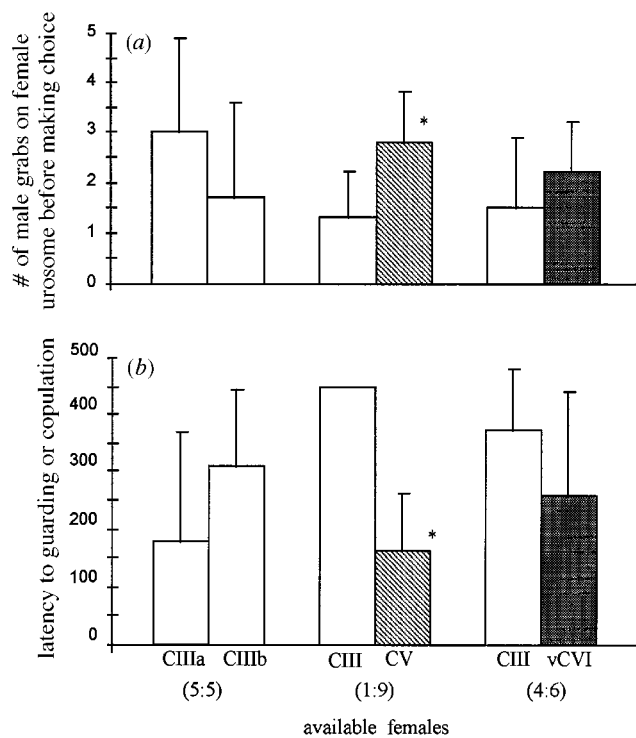 (a)
# of male grabs on female
urosome before making choice
5
4
3
2
1
0
*
(b)
latency to guarding or copulation
500
400
300
200
100
0
*
CIIIa CIIIb CIII CV CIII vCVI
(5:5) (1:9) (4:6)
available females